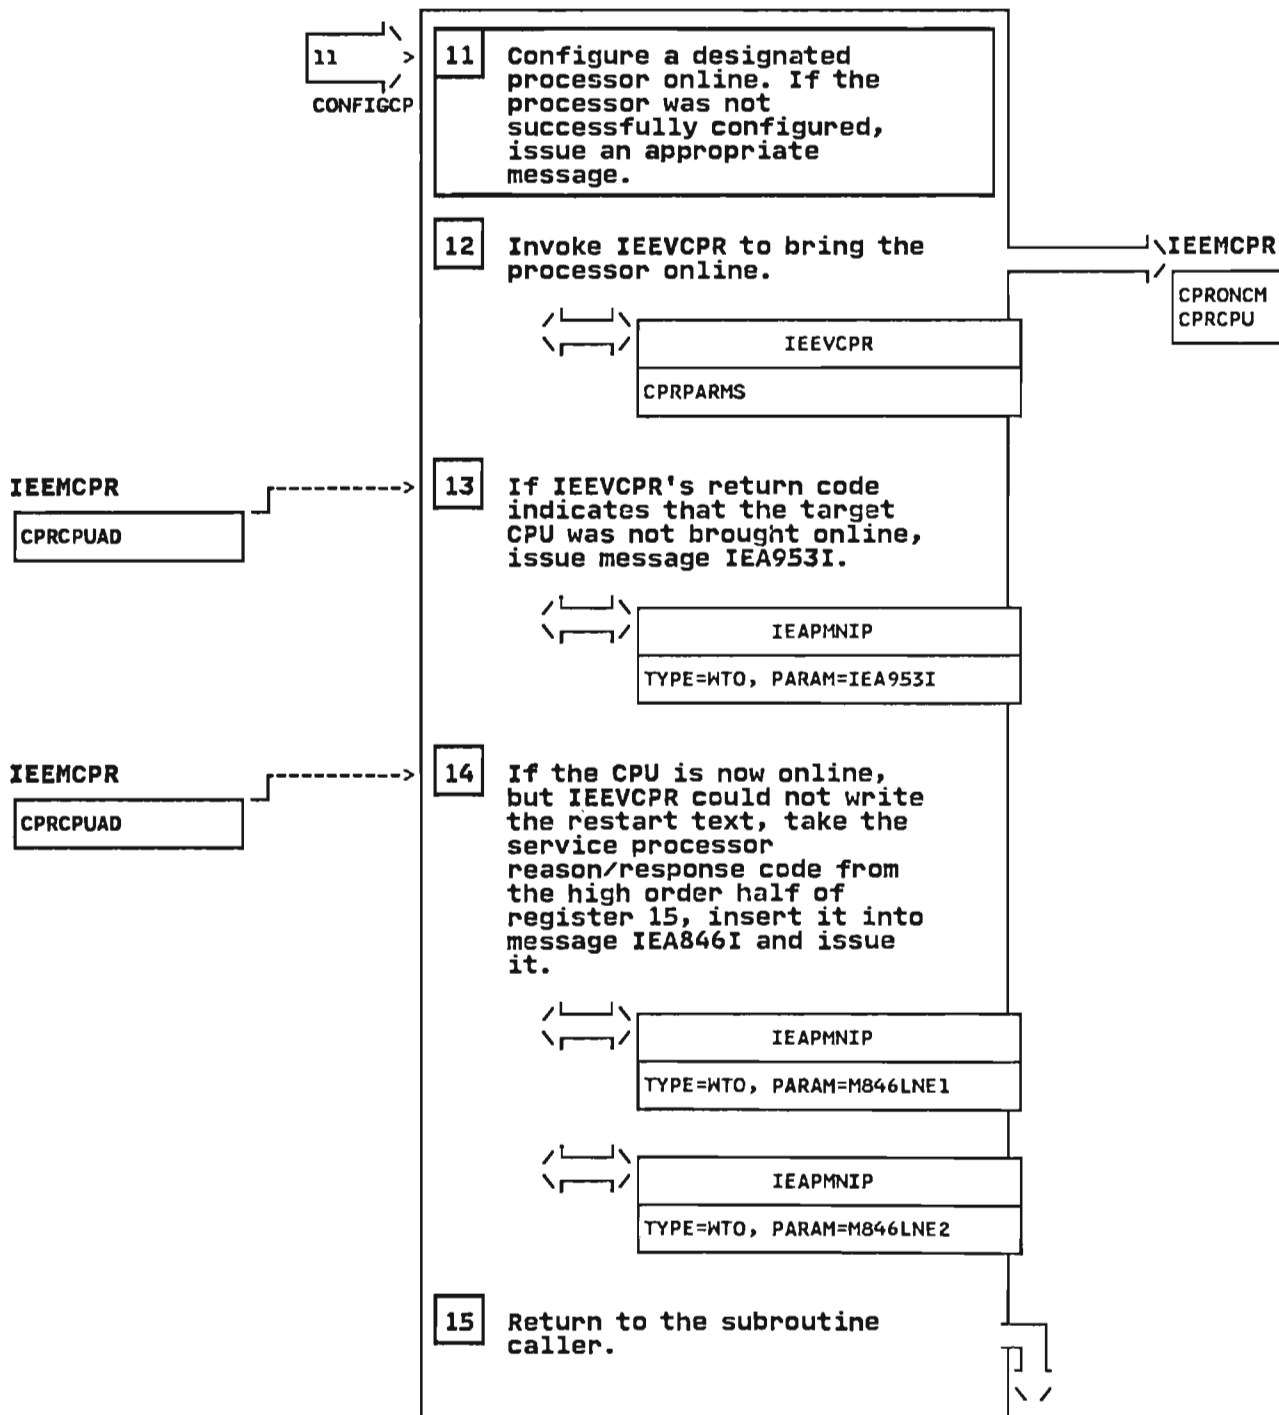 11
CONFIGCP
11 Configure a designated
processor online. If the
processor was not
successfully configured,
issue an appropriate
message.
12 Invoke IEEVCPR to bring the
processor online.
IEEMCPR
CPRONCM
CPRCPU
IEEVCPR
CPRPARMS
IEEMCPR
CPRCPUAD
13 If IEEVCPR's return code
indicates that the target
CPU was not brought online,
issue message IEA953I.
IEAPMNIP
TYPE=WTO, PARAM=IEA953I
IEEMCPR
CPRCPUAD
14 If the CPU is now online,
but IEEVCPR could not write
the restart text, take the
service processor
reason/response code from
the high order half of
register 15, insert it into
message IEA846I and issue
it.
IEAPMNIP
TYPE=WTO, PARAM=M846LNE1
IEAPMNIP
TYPE=WTO, PARAM=M846LNE2
15 Return to the subroutine
caller.